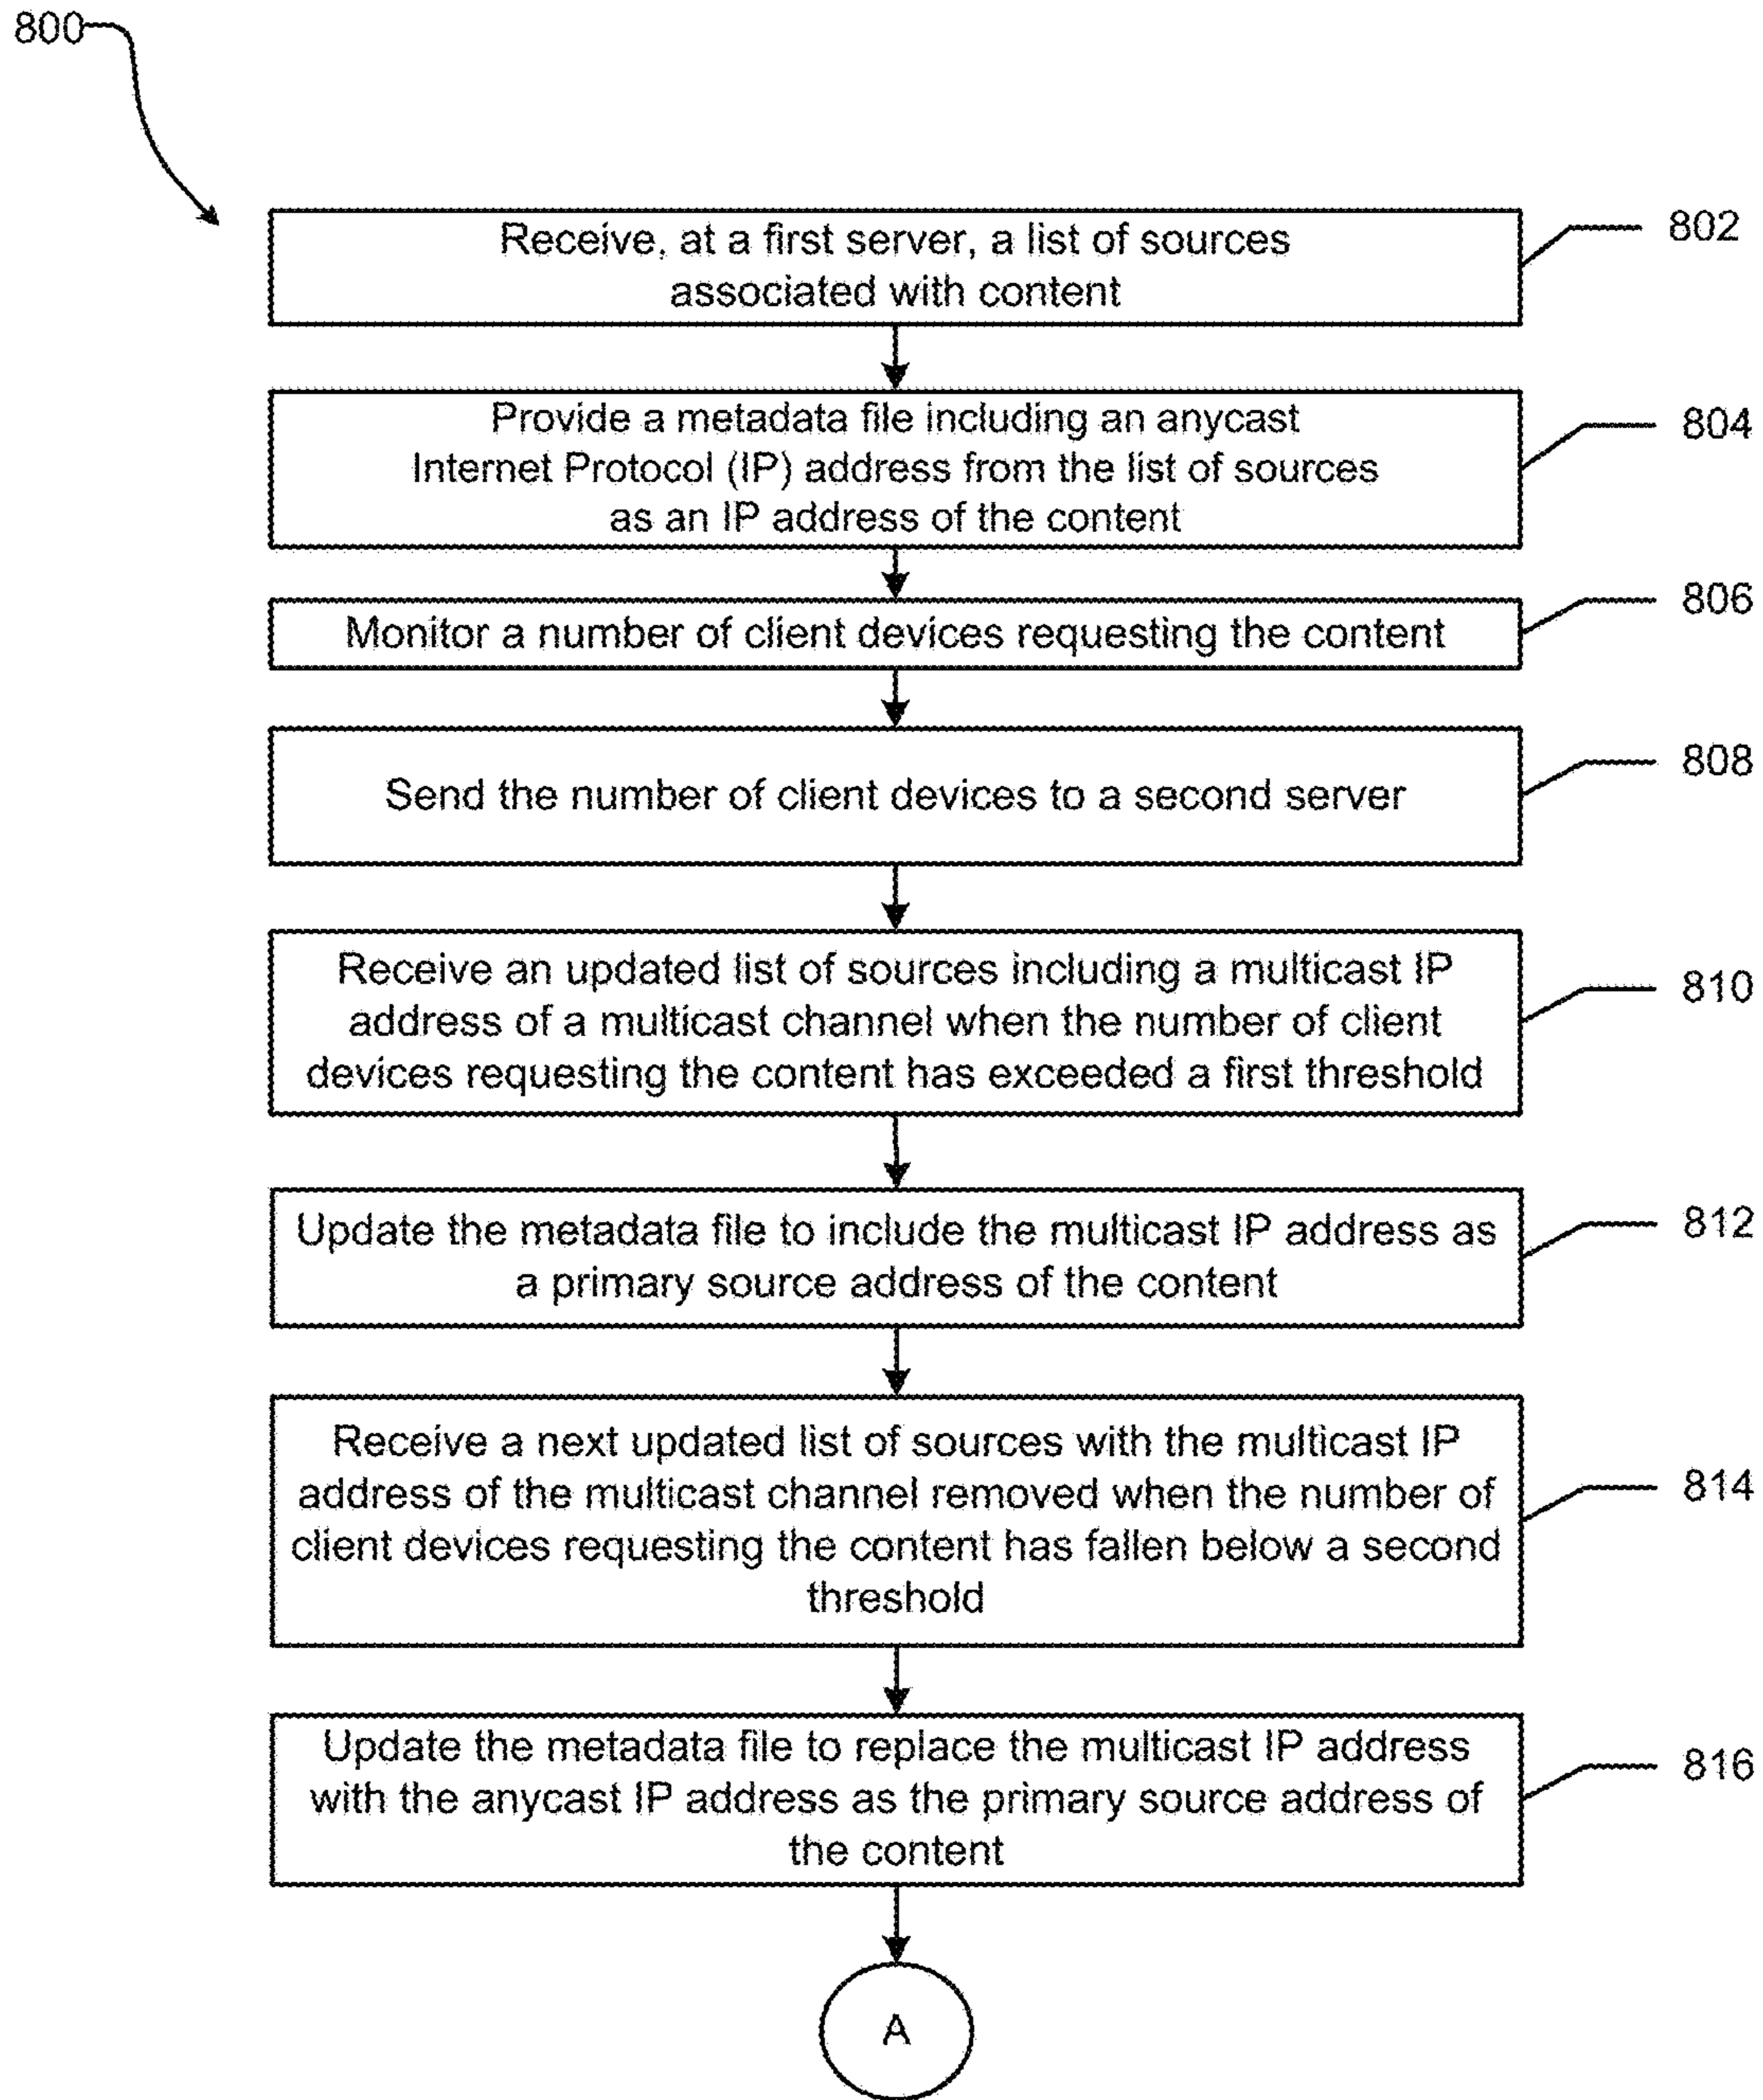 800
Receive, at a first server, a list of sources
associated with content
802
Provide a metadata file including an anycast
Internet Protocol (IP) address from the list of sources
as an IP address of the content
804
Monitor a number of client devices requesting the content
806
Send the number of client devices to a second server
808
Receive an updated list of sources including a multicast IP
address of a multicast channel when the number of client
devices requesting the content has exceeded a first threshold
810
Update the metadata file to include the multicast IP address as
a primary source address of the content
812
Receive a next updated list of sources with the multicast IP
address of the multicast channel removed when the number of
client devices requesting the content has fallen below a second
threshold
814
Update the metadata file to replace the multicast IP address
with the anycast IP address as the primary source address of
the content
816
A